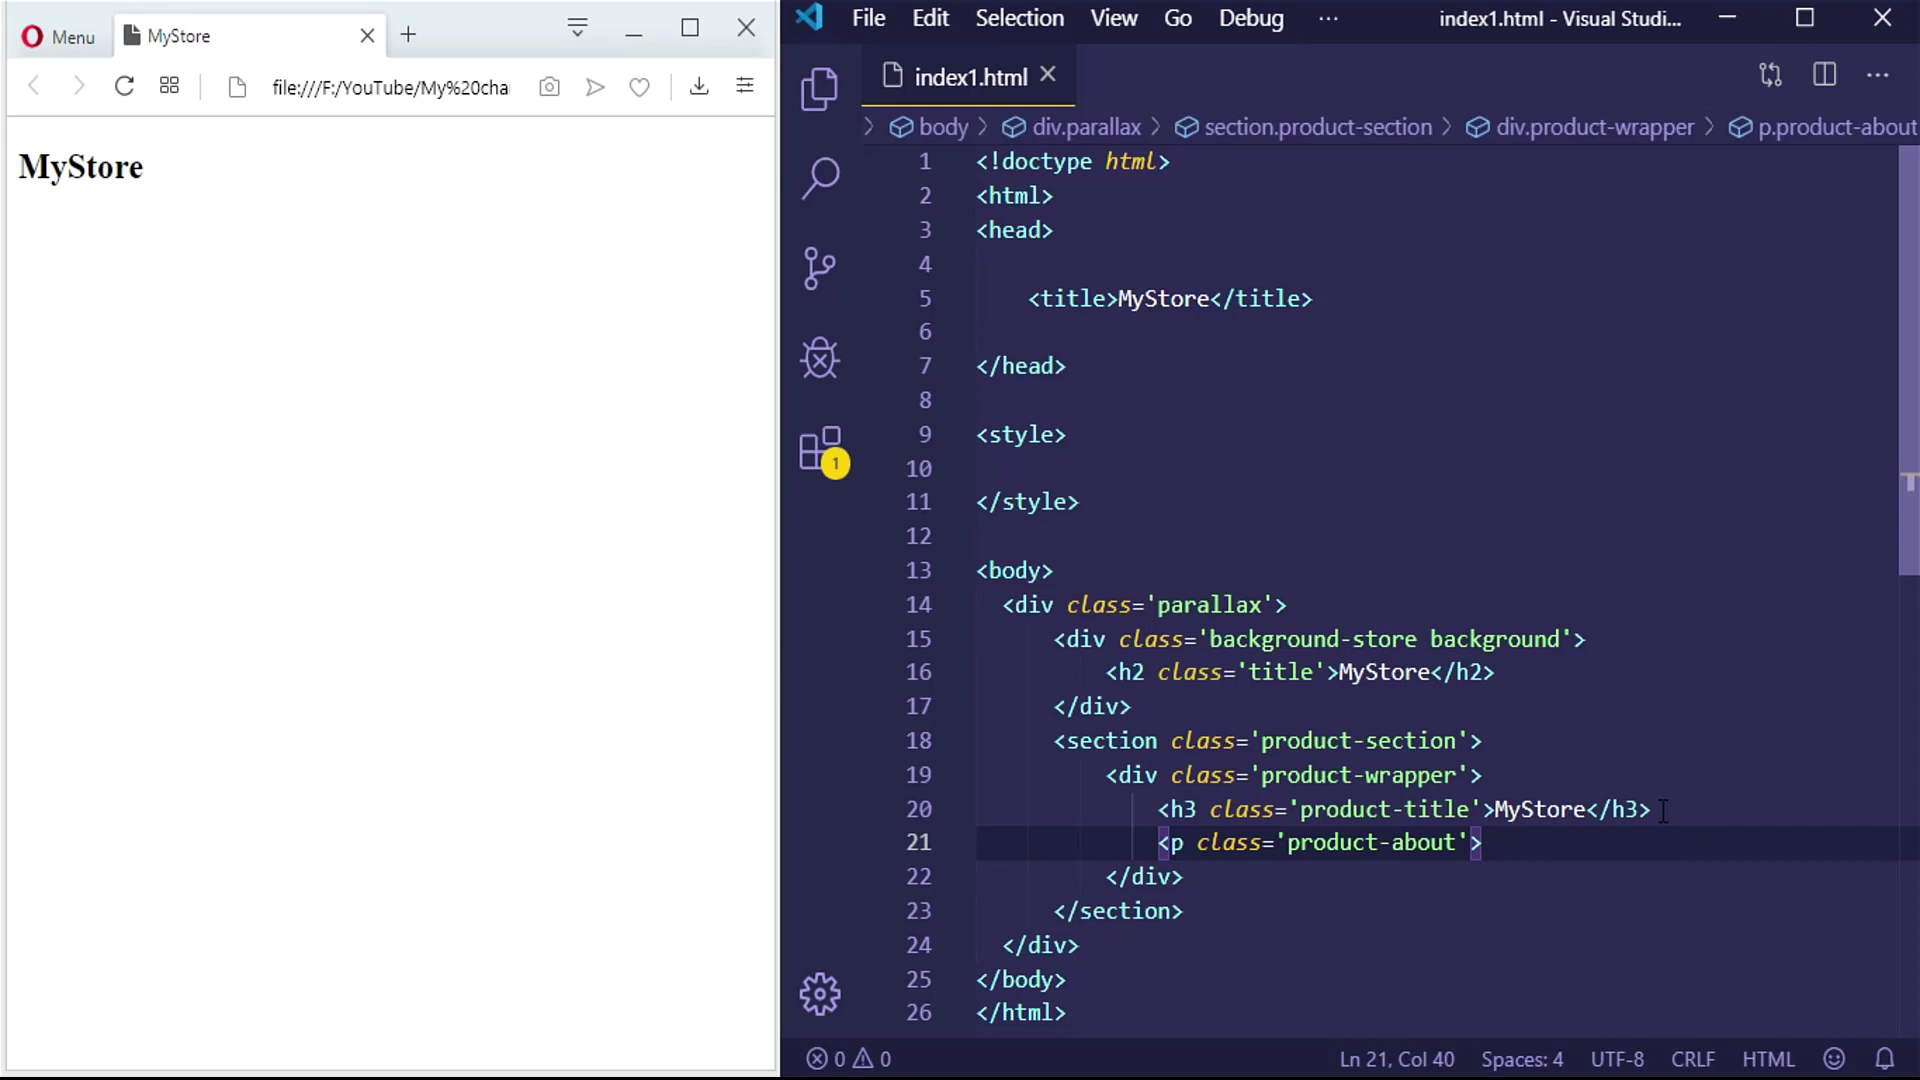 Menu
MyStore
file:///F:/YouTube/My%20cha
MyStore
File Edit Selection View Go Debug ··· index1.html - Visual Studi...
index1.html
body div.parallax section.product-section div.product-wrapper p.product-about
1 <!doctype html>
2 <html>
3 <head>
4
5 <title>MyStore</title>
6
7 </head>
8
9 <style>
10
11 </style>
12
13 <body>
14 <div class='parallax'>
15 <div class='background-store background'>
16 <h2 class='title'>MyStore</h2>
17 </div>
18 <section class='product-section'>
19 <div class='product-wrapper'>
20 <h3 class='product-title'>MyStore</h3>
21 <p class='product-about'>
22 </div>
23 </section>
24 </div>
25 </body>
26 </html>
1
0 0 Ln 21, Col 40 Spaces: 4 UTF-8 CRLF HTML